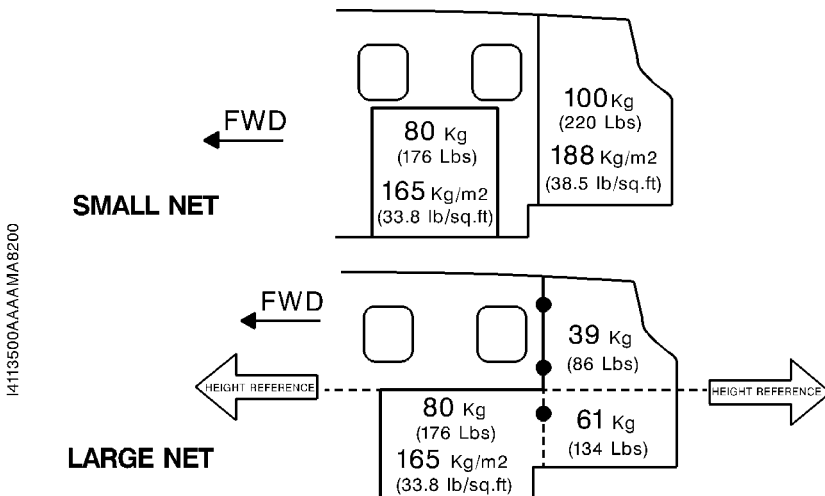 FWD
80 Kg
(176 Lbs)
165 Kg/m2
(33.8 lb/sq.ft)
100 Kg
(220 Lbs)
188 Kg/m2
(38.5 lb/sq.ft)
SMALL NET
I4113500AAAAMA8200
FWD
39 Kg
(86 Lbs)
HEIGHT REFERENCE
HEIGHT REFERENCE
80 Kg
(176 Lbs)
165 Kg/m2
(33.8 lb/sq.ft)
61 Kg
(134 Lbs)
LARGE NET